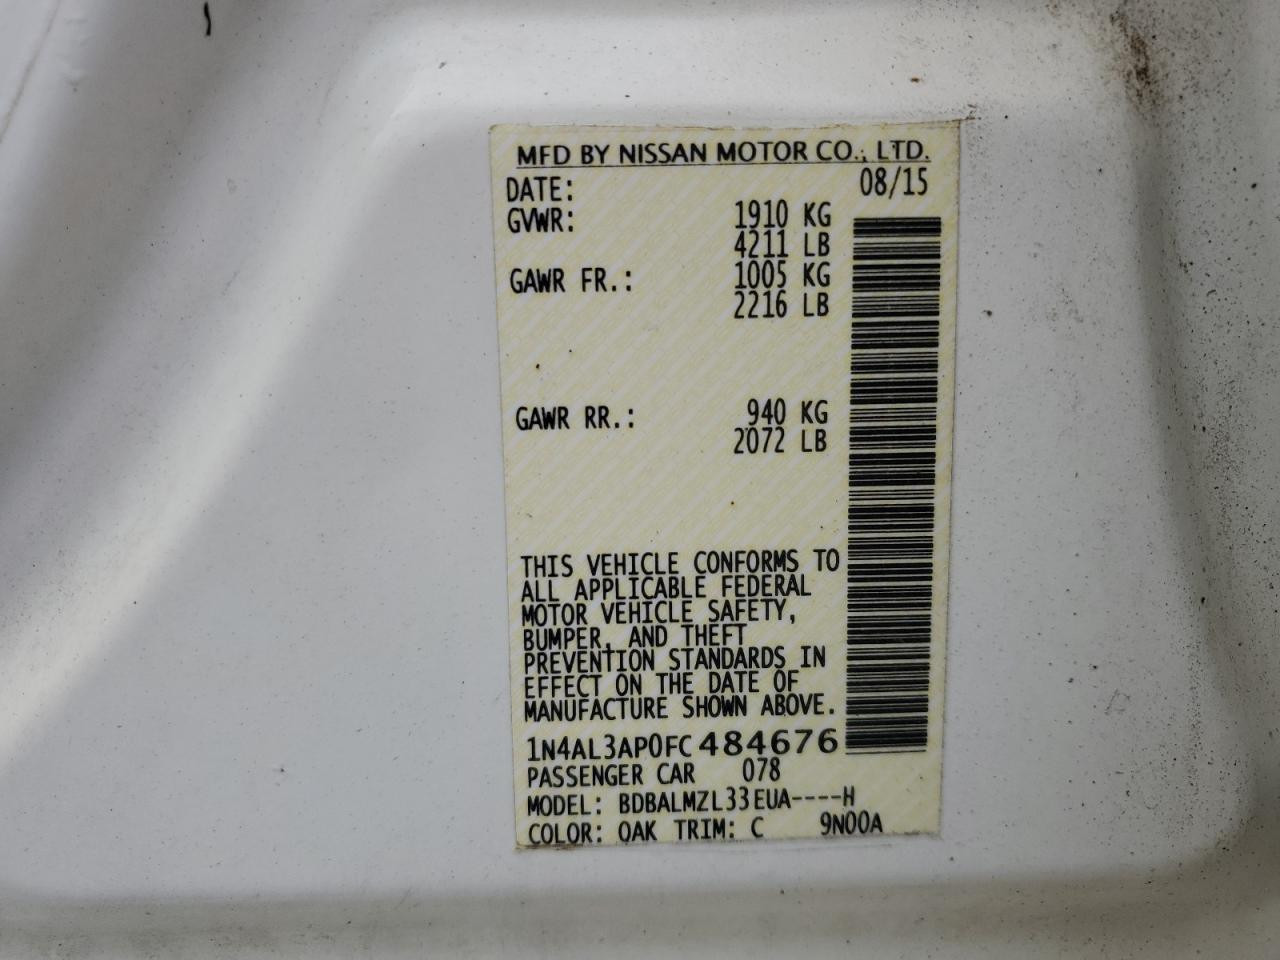 MFD BY NISSAN MOTOR CO., LTD.
DATE: 08/15
GVWR: 1910 KG
4211 LB
GAWR FR.: 1005 KG
2216 LB
GAWR RR.: 940 KG
2072 LB
THIS VEHICLE CONFORMS TO
ALL APPLICABLE FEDERAL
MOTOR VEHICLE SAFETY,
BUMPER, AND THEFT
PREVENTION STANDARDS IN
EFFECT ON THE DATE OF
MANUFACTURE SHOWN ABOVE.
1N4AL3AP0FC484676
PASSENGER CAR 078
MODEL: BDBALMZL33EUA----H
COLOR: QAK TRIM: C 9N00A